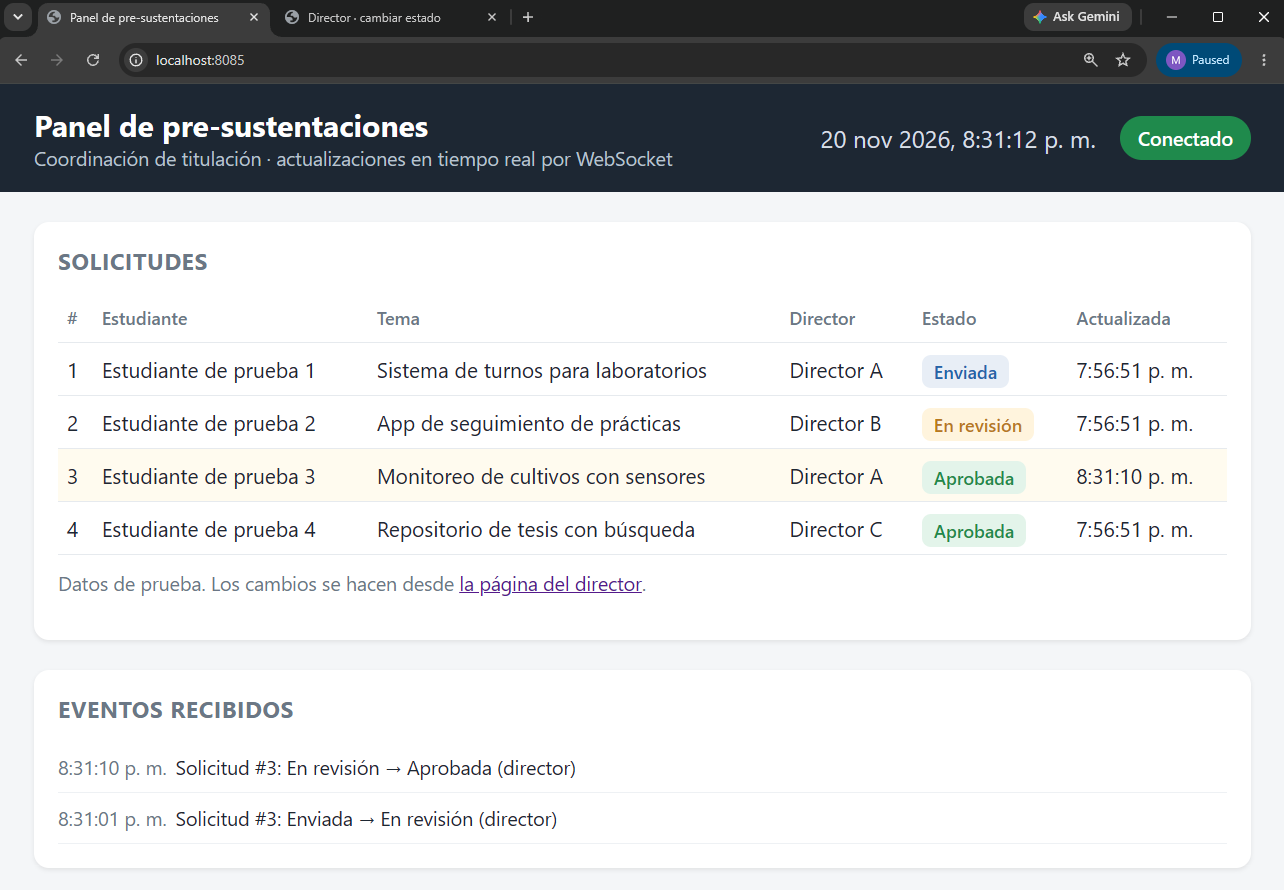 Panel de pre-sustentaciones
Director · cambiar estado
Ask Gemini
localhost:8085
M
Paused
Panel de pre-sustentaciones
Coordinación de titulación · actualizaciones en tiempo real por WebSocket
20 nov 2026, 8:31:12 p. m.
Conectado
SOLICITUDES
# Estudiante Tema Director Estado Actualizada
1 Estudiante de prueba 1 Sistema de turnos para laboratorios Director A Enviada 7:56:51 p. m.
2 Estudiante de prueba 2 App de seguimiento de prácticas Director B En revisión 7:56:51 p. m.
3 Estudiante de prueba 3 Monitoreo de cultivos con sensores Director A Aprobada 8:31:10 p. m.
4 Estudiante de prueba 4 Repositorio de tesis con búsqueda Director C Aprobada 7:56:51 p. m.
Datos de prueba. Los cambios se hacen desde la página del director.
EVENTOS RECIBIDOS
8:31:10 p. m. Solicitud #3: En revisión → Aprobada (director)
8:31:01 p. m. Solicitud #3: Enviada → En revisión (director)